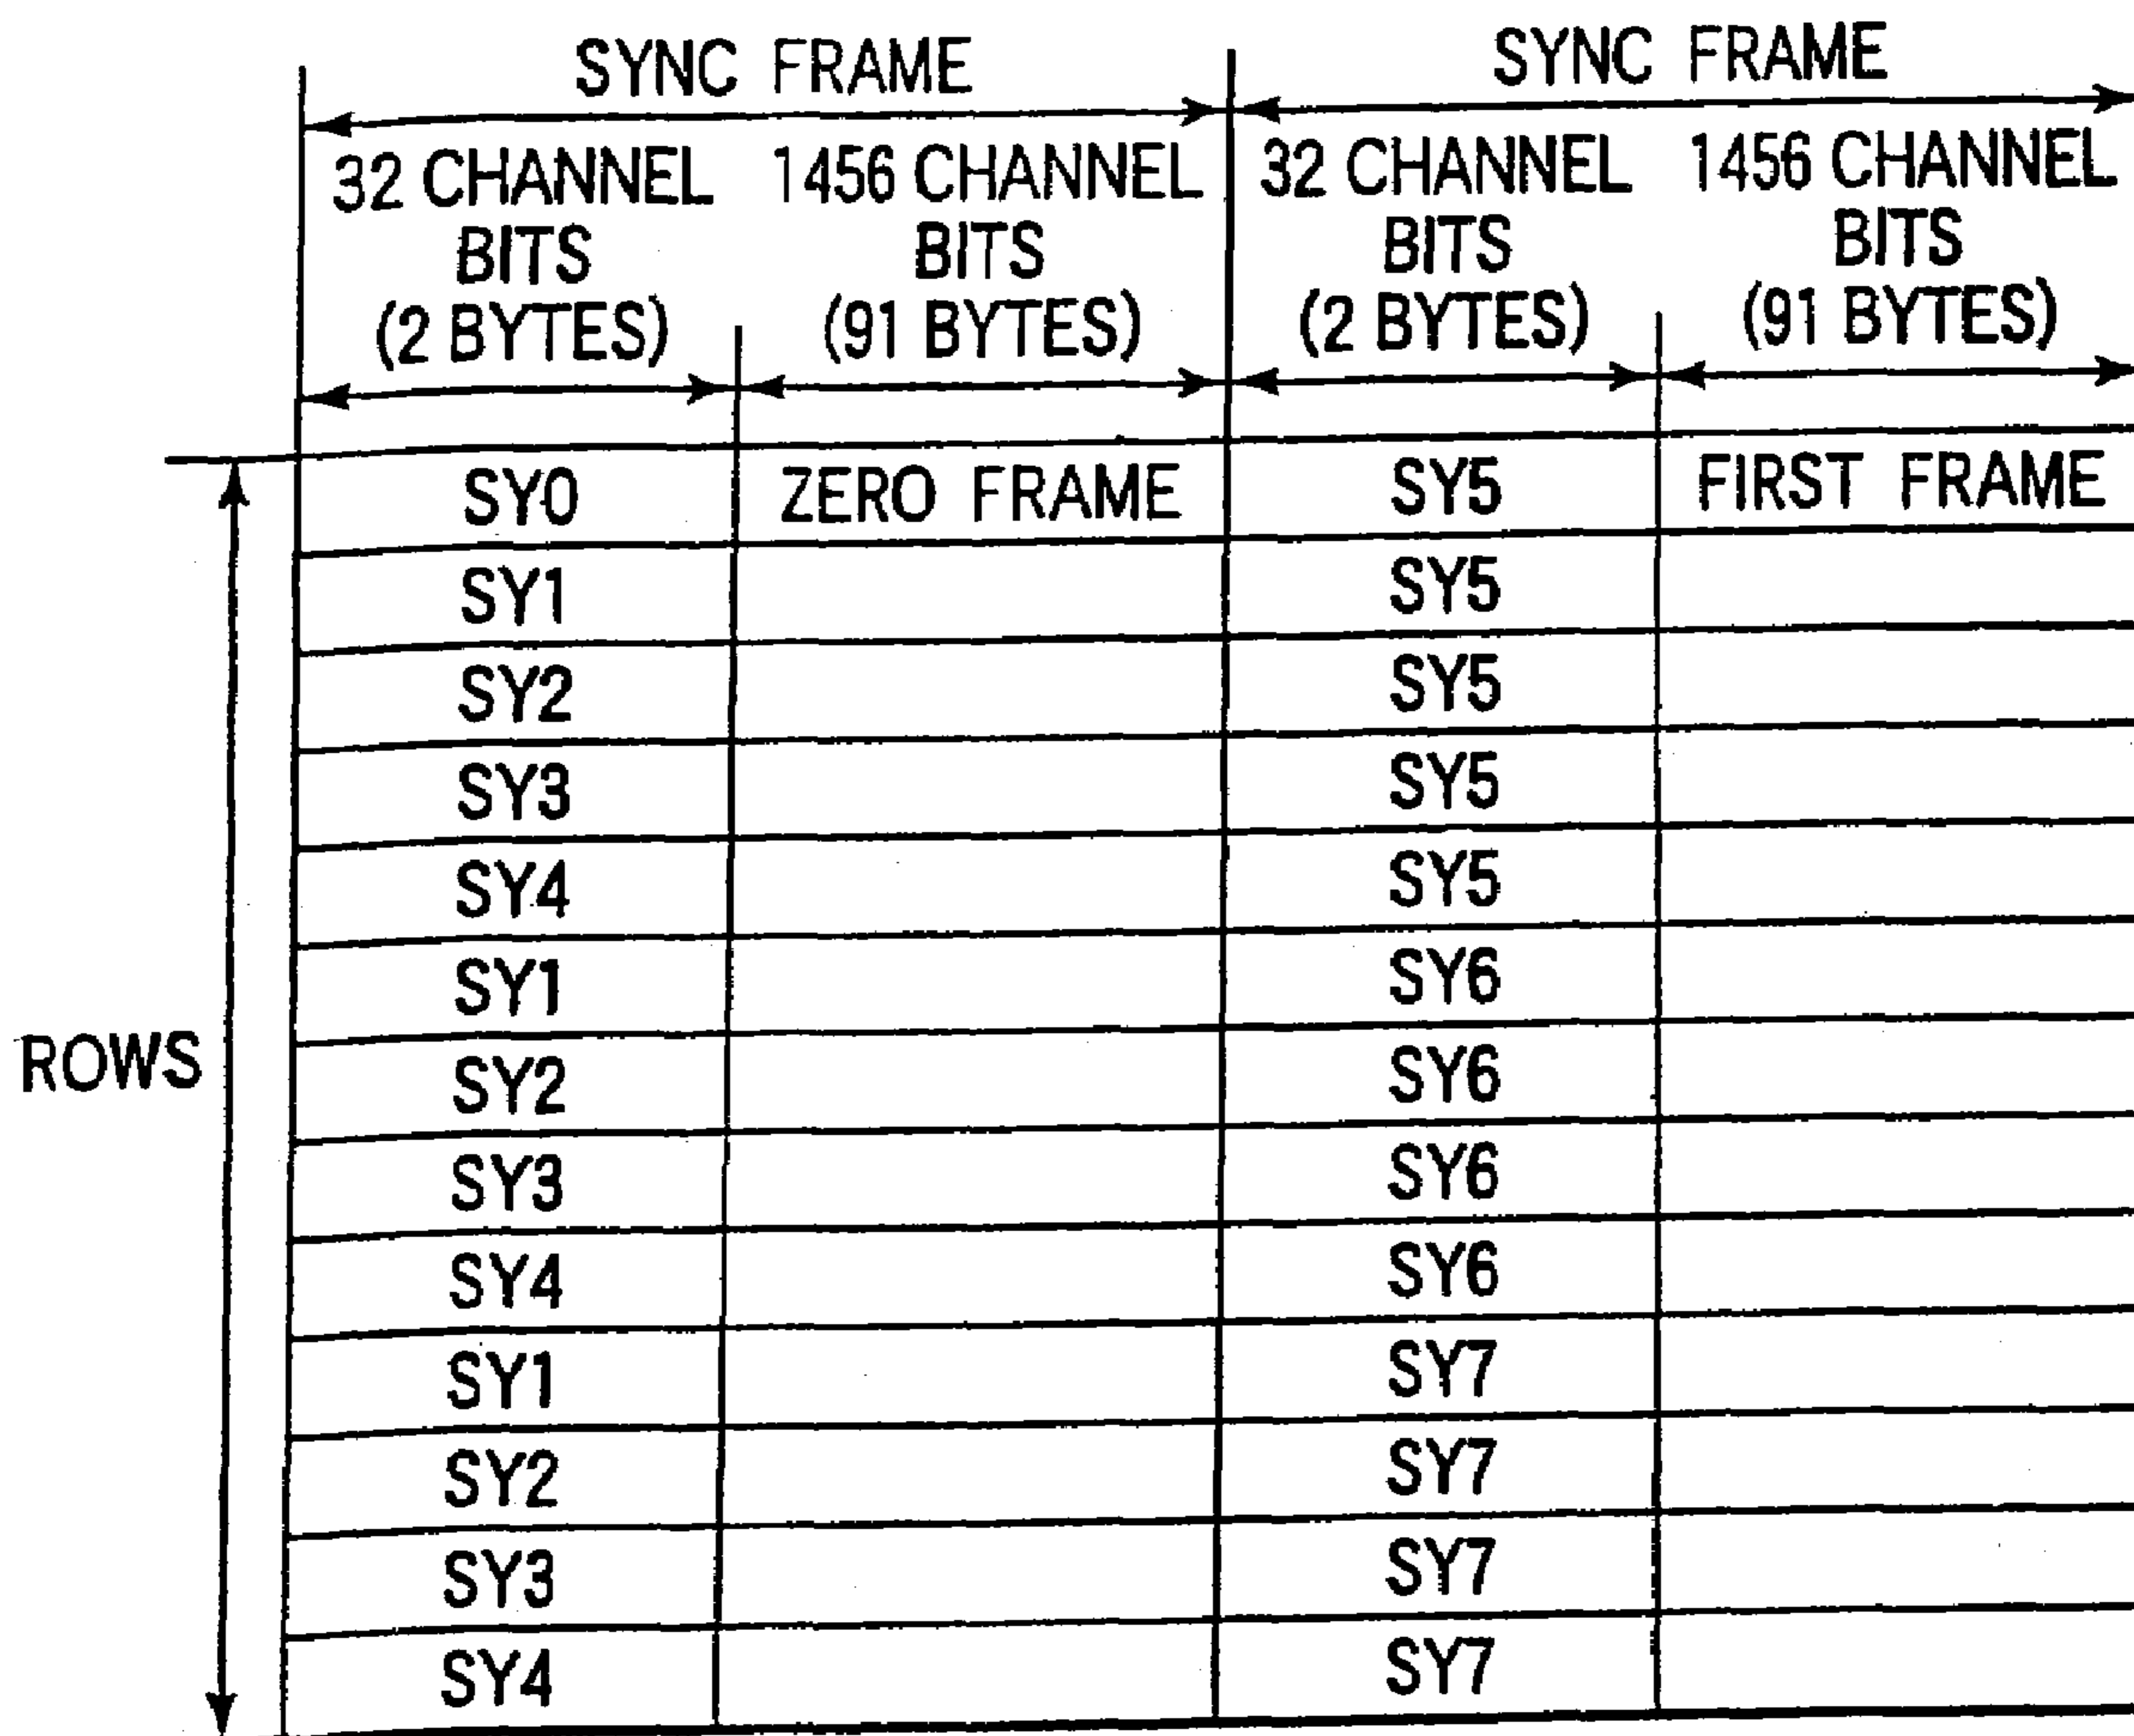 SYNC FRAME SYNC FRAME
32 CHANNEL 1456 CHANNEL 32 CHANNEL 1456 CHANNEL
BITS BITS BITS BITS
(2 BYTES) (91 BYTES) (2 BYTES) (91 BYTES)
SY0 ZERO FRAME SY5 FIRST FRAME
SY1 SY5
SY2 SY5
SY3 SY5
SY4 SY5
SY1 SY6
ROWS
SY2 SY6
SY3 SY6
SY4 SY6
SY1 SY7
SY2 SY7
SY3 SY7
SY4 SY7